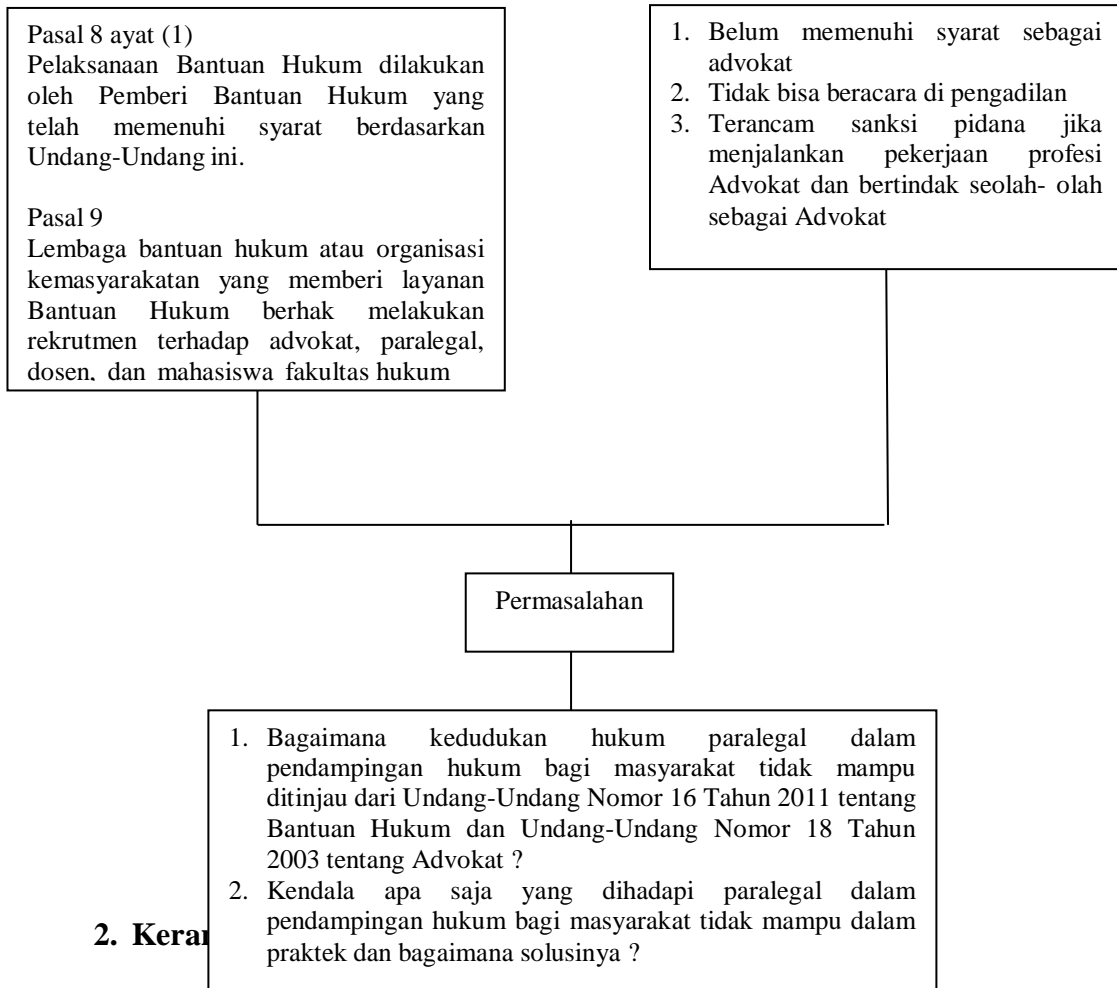 Pasal 8 ayat (1)
Pelaksanaan Bantuan Hukum dilakukan
oleh Pemberi Bantuan Hukum yang
telah memenuhi syarat berdasarkan
Undang-Undang ini.
Pasal 9
Lembaga bantuan hukum atau organisasi
kemasyarakatan yang memberi layanan
Bantuan Hukum berhak melakukan
rekrutmen terhadap advokat, paralegal,
dosen, dan mahasiswa fakultas hukum
1. Belum memenuhi syarat sebagai
advokat
2. Tidak bisa beracara di pengadilan
3. Terancam sanksi pidana jika
menjalankan pekerjaan profesi
Advokat dan bertindak seolah- olah
sebagai Advokat
Permasalahan
1. Bagaimana kedudukan hukum paralegal dalam
pendampingan hukum bagi masyarakat tidak mampu
ditinjau dari Undang-Undang Nomor 16 Tahun 2011 tentang
Bantuan Hukum dan Undang-Undang Nomor 18 Tahun
2003 tentang Advokat ?
2. Kendala apa saja yang dihadapi paralegal dalam
pendampingan hukum bagi masyarakat tidak mampu dalam
praktek dan bagaimana solusinya ?
2.